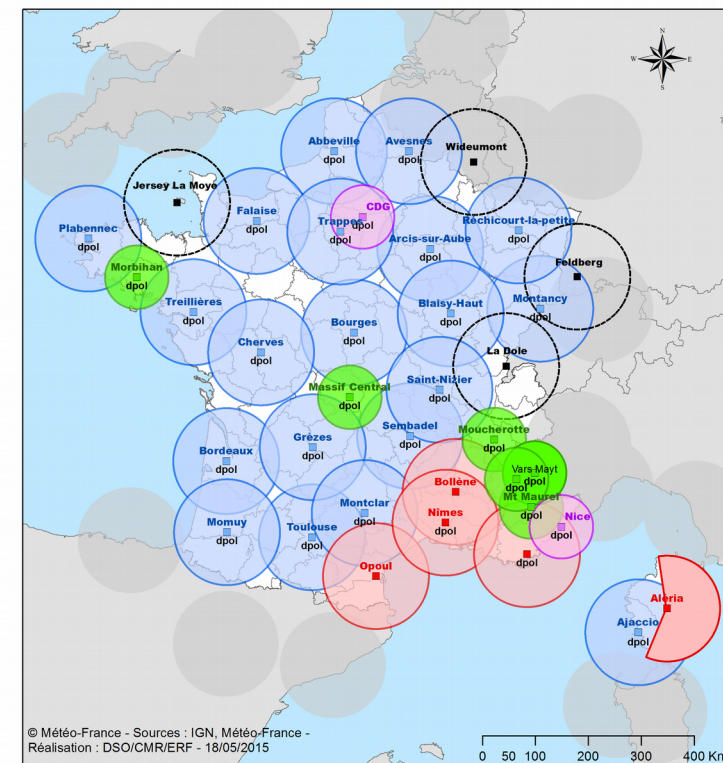 N
W
E
S
Abbeville
dpol
Avesnes
dpol
Wideumont
Jersey La Moye
CDG
dpol
Falaise
dpol
Trappes
dpol
Réchicourt-la-petite
dpol
Plabennec
dpol
Arcis-sur-Aube
dpol
Feldberg
Morbihan
dpol
Treillières
dpol
Blaisy-Haut
dpol
Montancy
dpol
Bourges
dpol
Cherves
dpol
La Dole
Saint-Nizier
dpol
Massif Central
dpol
Sembadel
dpol
Moucherotte
dpol
Grèzes
dpol
Bordeaux
dpol
Vars-Mayt
dpol
dpol
Bollène
Mt Maurel
Montclar
dpol
Nîmes
dpol
Nice
dpol
Momuy
dpol
Toulouse
dpol
dpol
Opoul
Aléria
Ajaccio
dpol
© Météo-France - Sources : IGN, Météo-France -
Réalisation : DSO/CMR/ERF - 18/05/2015
0 50 100 200 300 400 Km